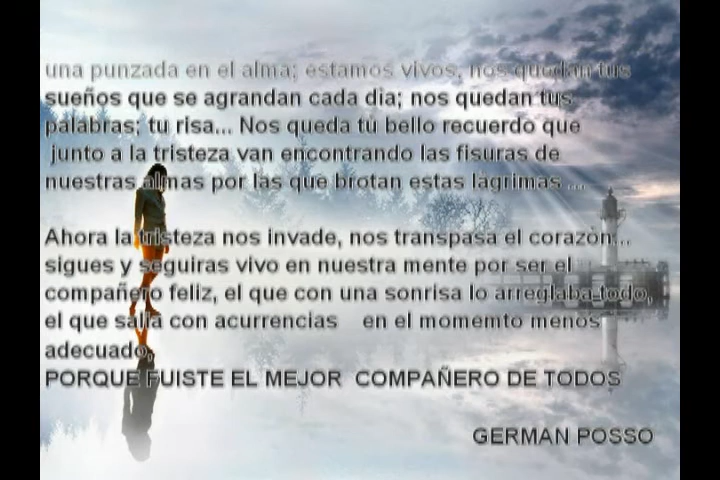 una punzada en el alma; estamos vivos, nos quedan tus
sueños que se agrandan cada dia; nos quedan tus
palabras; tu risa... Nos queda tu bello recuerdo que
junto a la tristeza van encontrando las fisuras de
nuestras almas por las que brotan estas lagrimas ...
Ahora la tristeza nos invade, nos transpasa el corazòn...
sigues y seguiras vivo en nuestra mente por ser el
compañero feliz, el que con una sonrisa lo arreglaba todo,
el que salia con acurrencias en el momemto menos
adecuado,
PORQUE FUISTE EL MEJOR COMPAÑERO DE TODOS
GERMAN POSSO